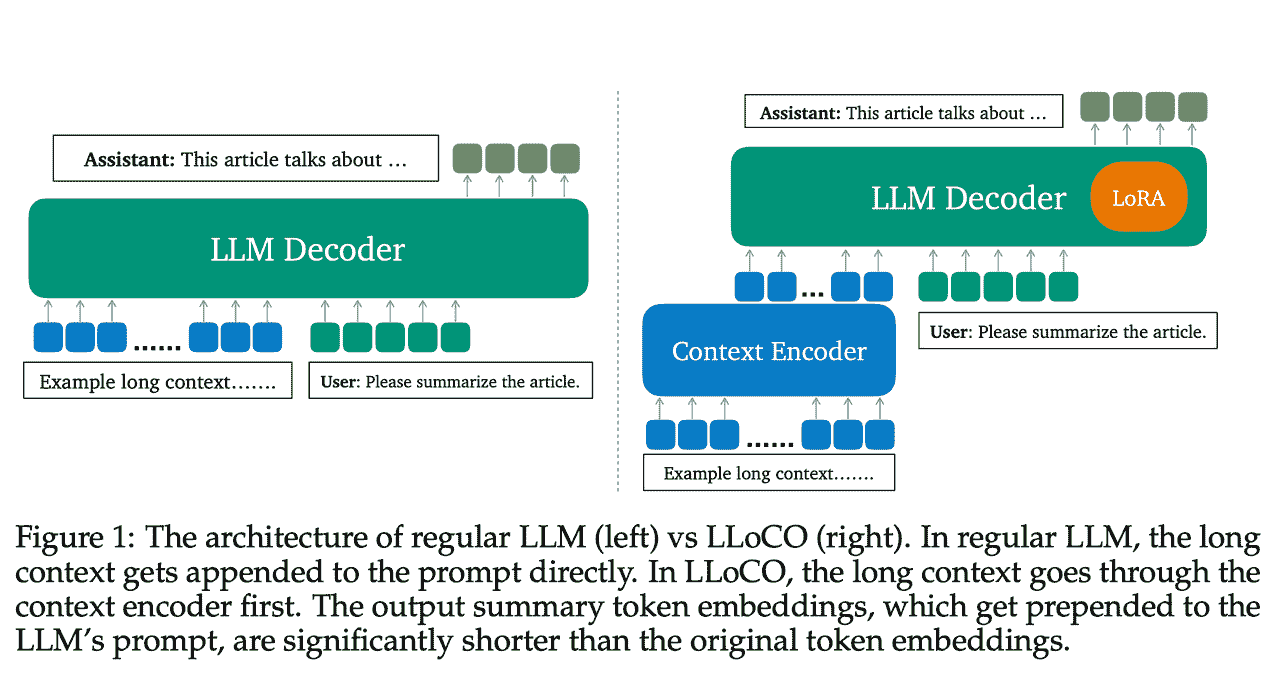 Assistant: This article talks about …
LLM Decoder
......
Example long context…….
User: Please summarize the article.
Assistant: This article talks about …
LLM Decoder
LoRA
...
Context Encoder
User: Please summarize the article.
......
Example long context…….
Figure 1: The architecture of regular LLM (left) vs LLoCO (right). In regular LLM, the long
context gets appended to the prompt directly. In LLoCO, the long context goes through the
context encoder first. The output summary token embeddings, which get prepended to the
LLM’s prompt, are significantly shorter than the original token embeddings.